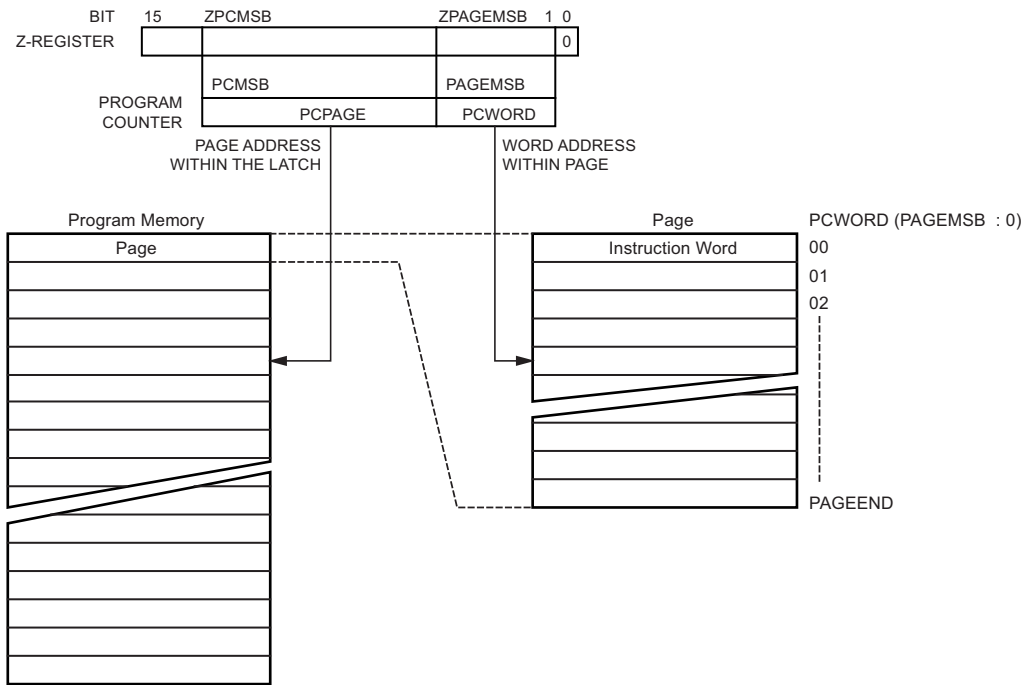 BIT 15 ZPCMSB ZPAGEMSB 1 0
Z-REGISTER 0
PCMSB PAGEMSB
PROGRAM
COUNTER
PCPAGE PCWORD
PAGE ADDRESS
WITHIN THE LATCH
WORD ADDRESS
WITHIN PAGE
Program Memory
Page
Page
Instruction Word
PCWORD (PAGEMSB : 0)
00
01
02
PAGEEND